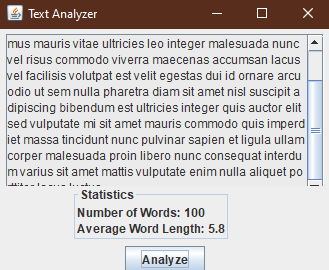 Text Analyzer
mus mauris vitae ultricies leo integer malesuada nunc
vel risus commodo viverra maecenas accumsan lacus
vel facilisis volutpat est velit egestas dui id ornare arcu
odio ut sem nulla pharetra diam sit amet nisl suscipit a
dipiscing bibendum est ultricies integer quis auctor elit
sed vulputate mi sit amet mauris commodo quis imperd
iet massa tincidunt nunc pulvinar sapien et ligula ullam
corper malesuada proin libero nunc consequat interdu
m varius sit amet mattis vulputate enim nulla aliquet po
Statistics
Number of Words: 100
Average Word Length: 5.8
Analyze